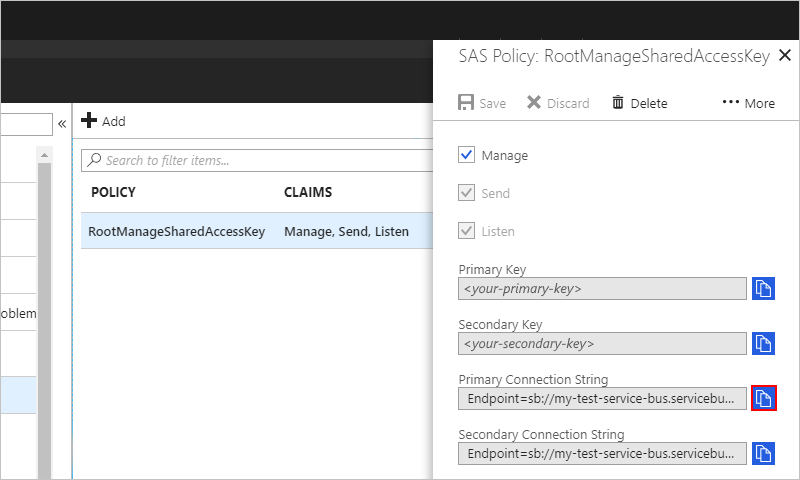 SAS Policy: RootManageSharedAccessKey
Save Discard Delete ··· More
« Add
Search to filter items...
POLICY CLAIMS
RootManageSharedAccessKey Manage, Send, Listen
oblem
Manage
Send
Listen
Primary Key
<your-primary-key>
Secondary Key
<your-secondary-key>
Primary Connection String
Endpoint=sb://my-test-service-bus.servicebu...
Secondary Connection String
Endpoint=sb://my-test-service-bus.servicebu...